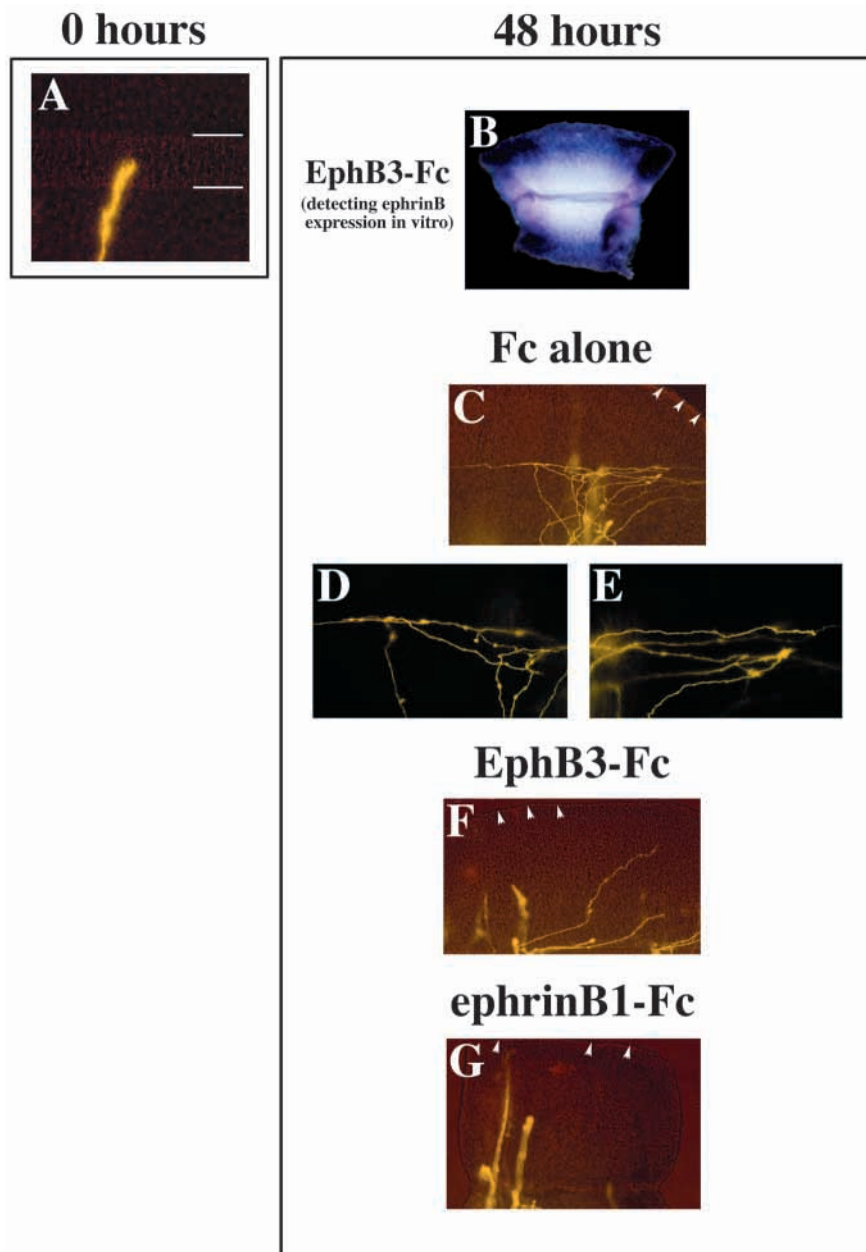 0 hours
48 hours
A
B
EphB3-Fc
(detecting ephrinB
expression in vitro)
Fc alone
C
D
E
EphB3-Fc
F
ephrinB1-Fc
G